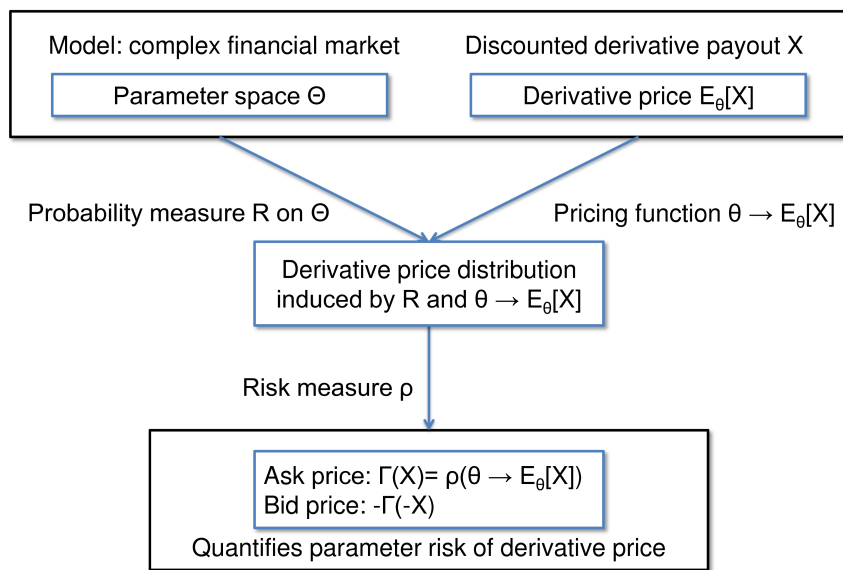 Model: complex financial market
Discounted derivative payout X
Parameter space Θ
Derivative price E_θ[X]
Probability measure R on Θ
Pricing function θ → E_θ[X]
Derivative price distribution
induced by R and θ → E_θ[X]
Risk measure ρ
Ask price: Γ(X)= ρ(θ → E_θ[X])
Bid price: -Γ(-X)
Quantifies parameter risk of derivative price